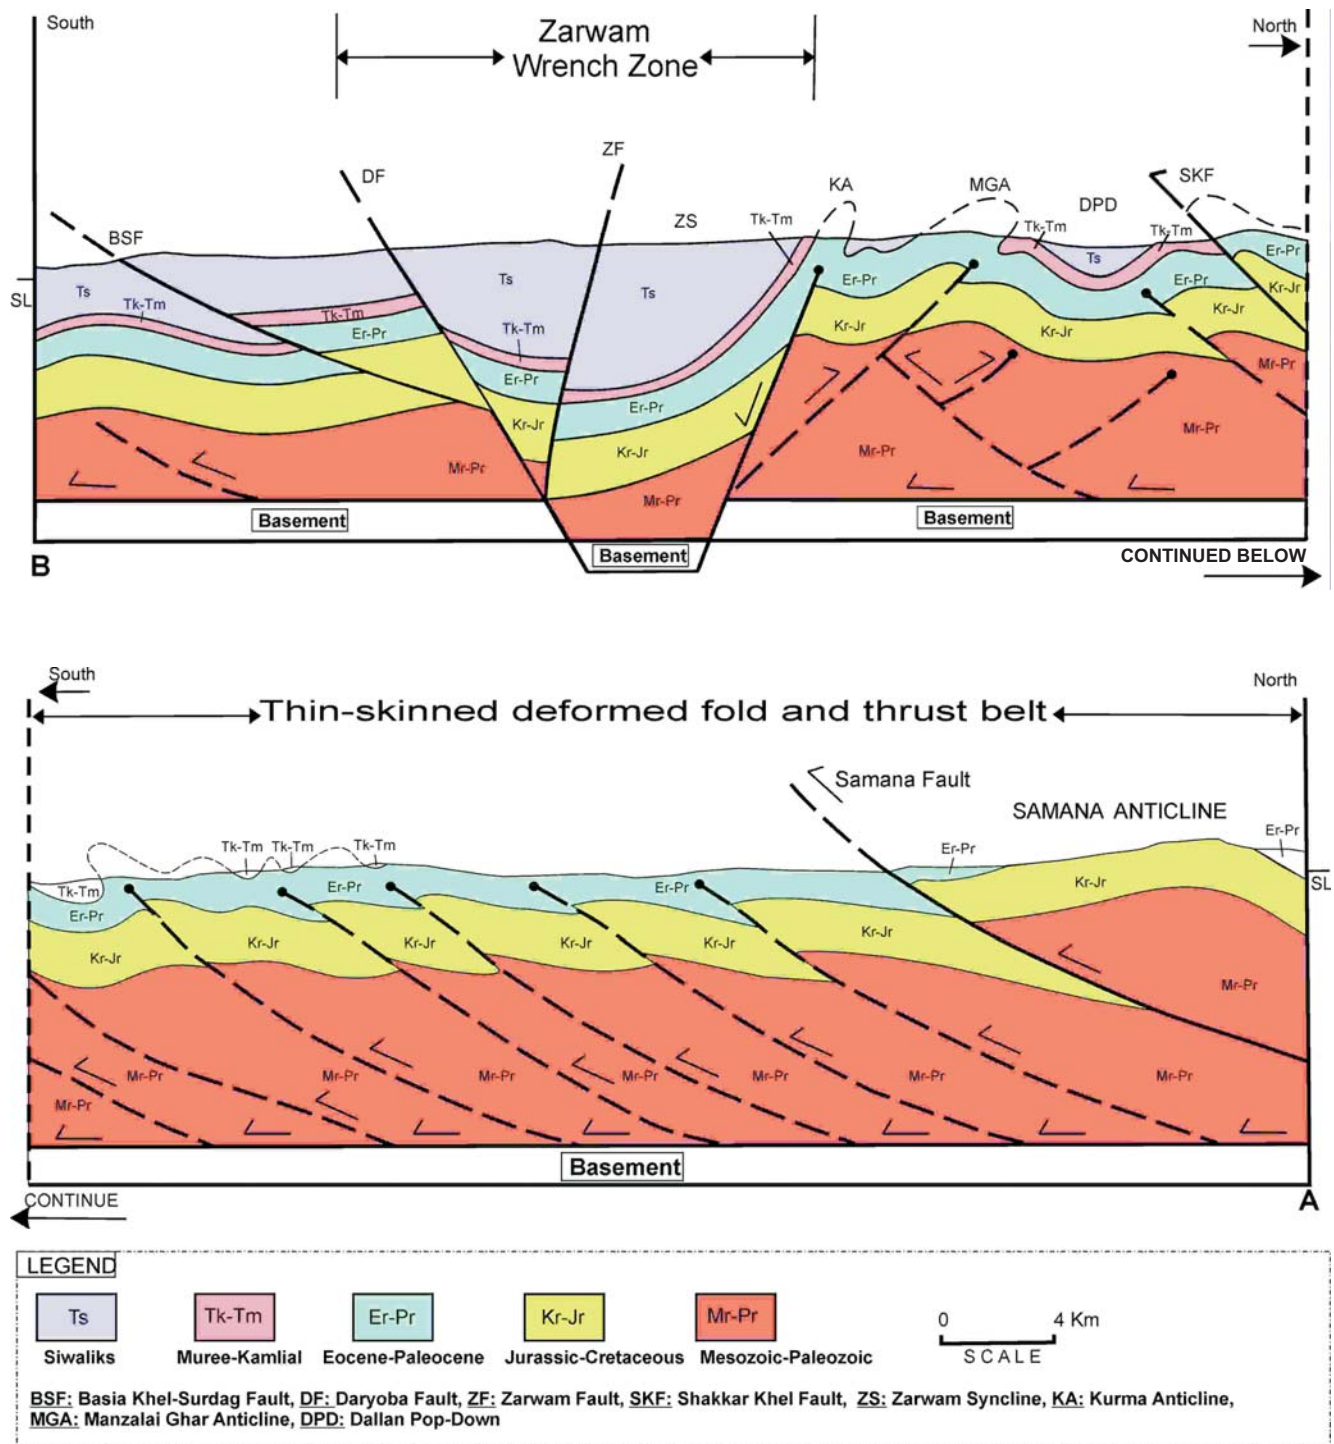 South
North
Zarwam
Wrench Zone
ZF
DF
KA
MGA
SKF
DPD
ZS
Tk-Tm
BSF
Tk-Tm
Tk-Tm
Er-Pr
Ts
Er-Pr
Er-Pr
Ts
Ts
Ts
SL
Tk-Tm
Tk-Tm
Er-Pr
Tk-Tm
Er-Pr
Er-Pr
Kr-Jr
Kr-Jr
Kr-Jr
Kr-Jr
Kr-Jr
Kr-Jr
Mr-Pr
Mr-Pr
Mr-Pr
Mr-Pr
Mr-Pr
Basement
Basement
Basement
B
CONTINUED BELOW
South
North
Thin-skinned deformed fold and thrust belt
Samana Fault
SAMANA ANTICLINE
Er-Pr
Tk-Tm
Tk-Tm
Tk-Tm
Er-Pr
Tk-Tm
Er-Pr
Er-Pr
Kr-Jr
SL
Er-Pr
Kr-Jr
Kr-Jr
Kr-Jr
Kr-Jr
Kr-Jr
Kr-Jr
Mr-Pr
Mr-Pr
Mr-Pr
Mr-Pr
Mr-Pr
Mr-Pr
Mr-Pr
Mr-Pr
Mr-Pr
Basement
CONTINUE
A
LEGEND
Ts
Tk-Tm
Er-Pr
Kr-Jr
Mr-Pr
0 4 Km
SCALE
Siwaliks
Muree-Kamlial
Eocene-Paleocene
Jurassic-Cretaceous
Mesozoic-Paleozoic
BSF: Basia Khel-Surdag Fault, DF: Daryoba Fault, ZF: Zarwam Fault, SKF: Shakkar Khel Fault, ZS: Zarwam Syncline, KA: Kurma Anticline,
MGA: Manzalai Ghar Anticline, DPD: Dallan Pop-Down